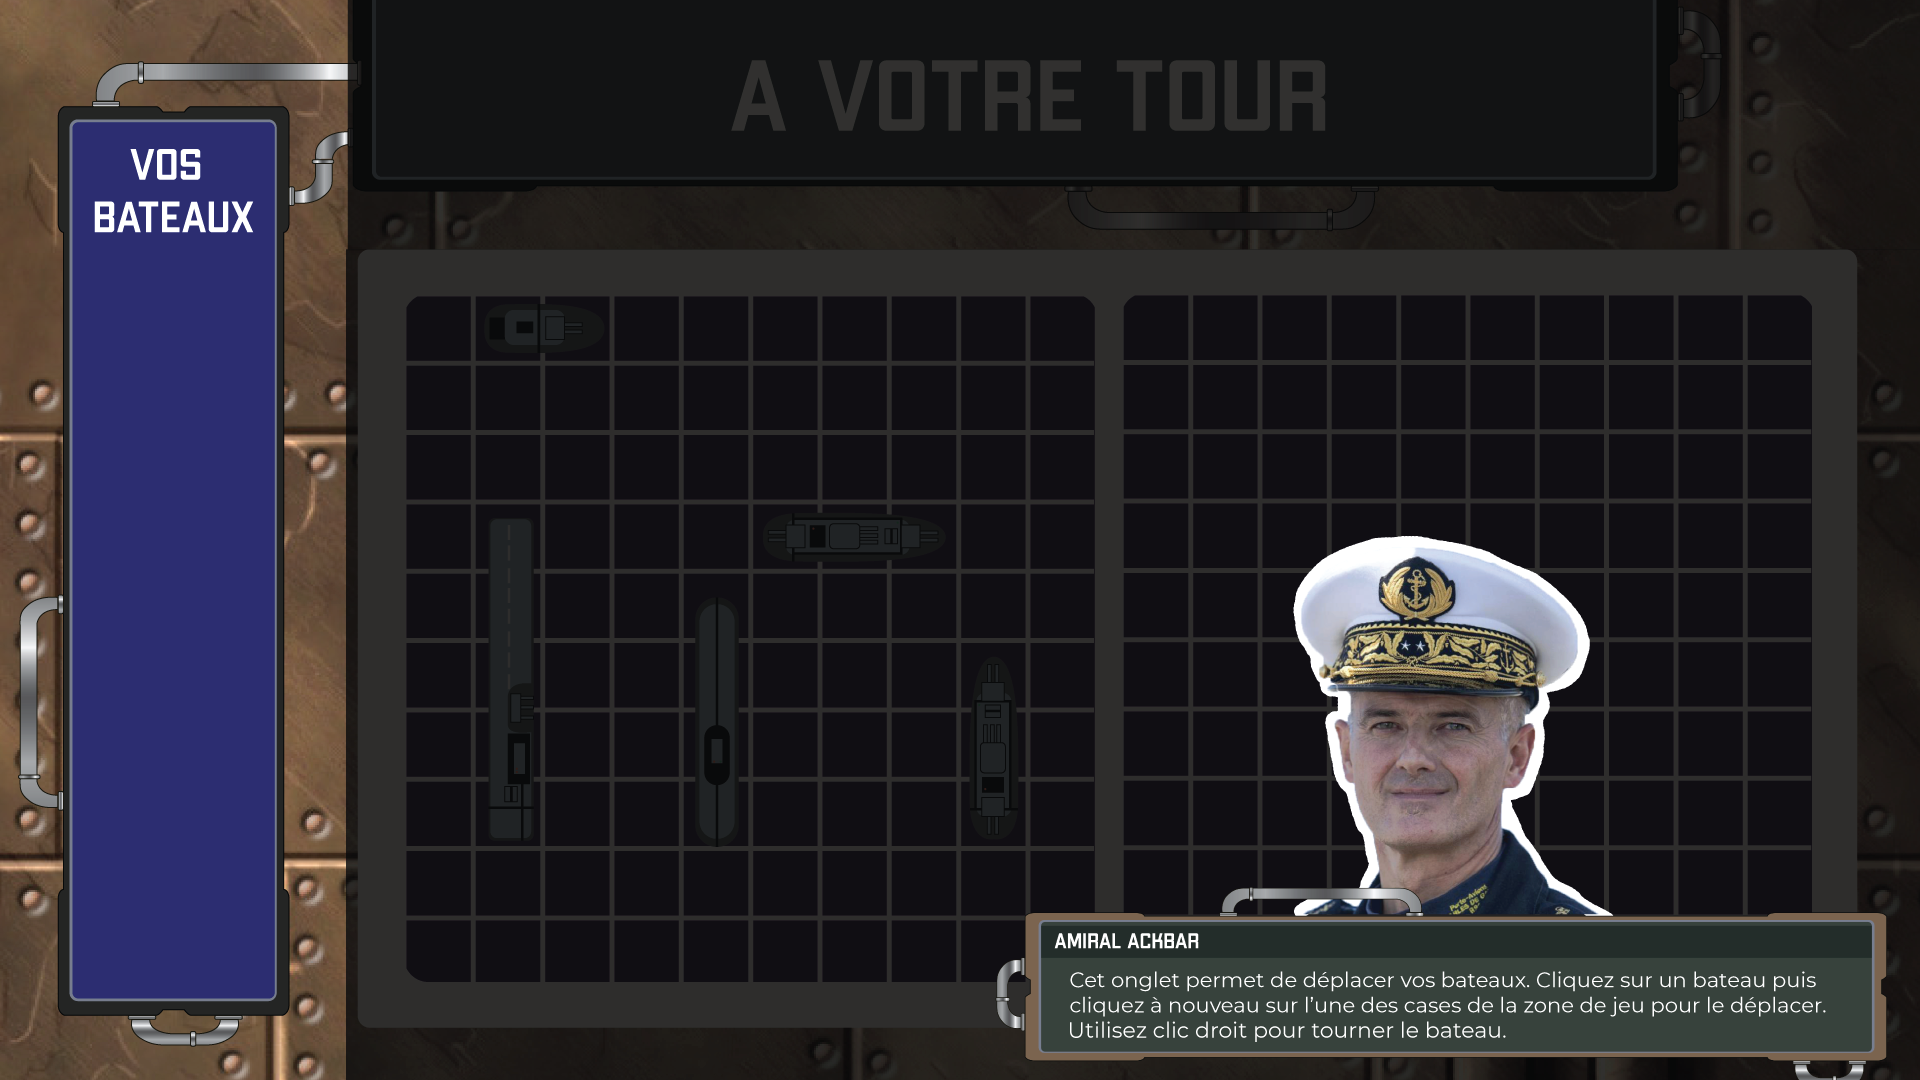 A VOTRE TOUR
VOS
BATEAUX
AMIRAL ACKBAR
Cet onglet permet de déplacer vos bateaux. Cliquez sur un bateau puis
cliquez à nouveau sur l’une des cases de la zone de jeu pour le déplacer.
Utilisez clic droit pour tourner le bateau.